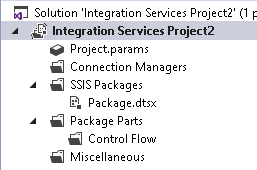 Solution 'Integration Services Project2' (1 p
Integration Services Project2
Project.params
Connection Managers
SSIS Packages
Package.dtsx
Package Parts
Control Flow
Miscellaneous